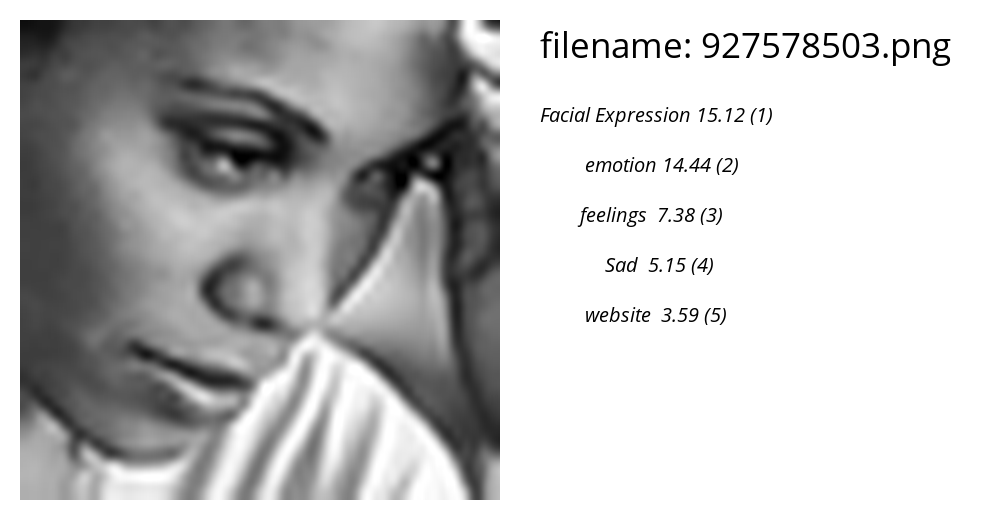 filename: 927578503.png
Facial Expression 15.12 (1)
emotion 14.44 (2)
feelings 7.38 (3)
Sad 5.15 (4)
website 3.59 (5)